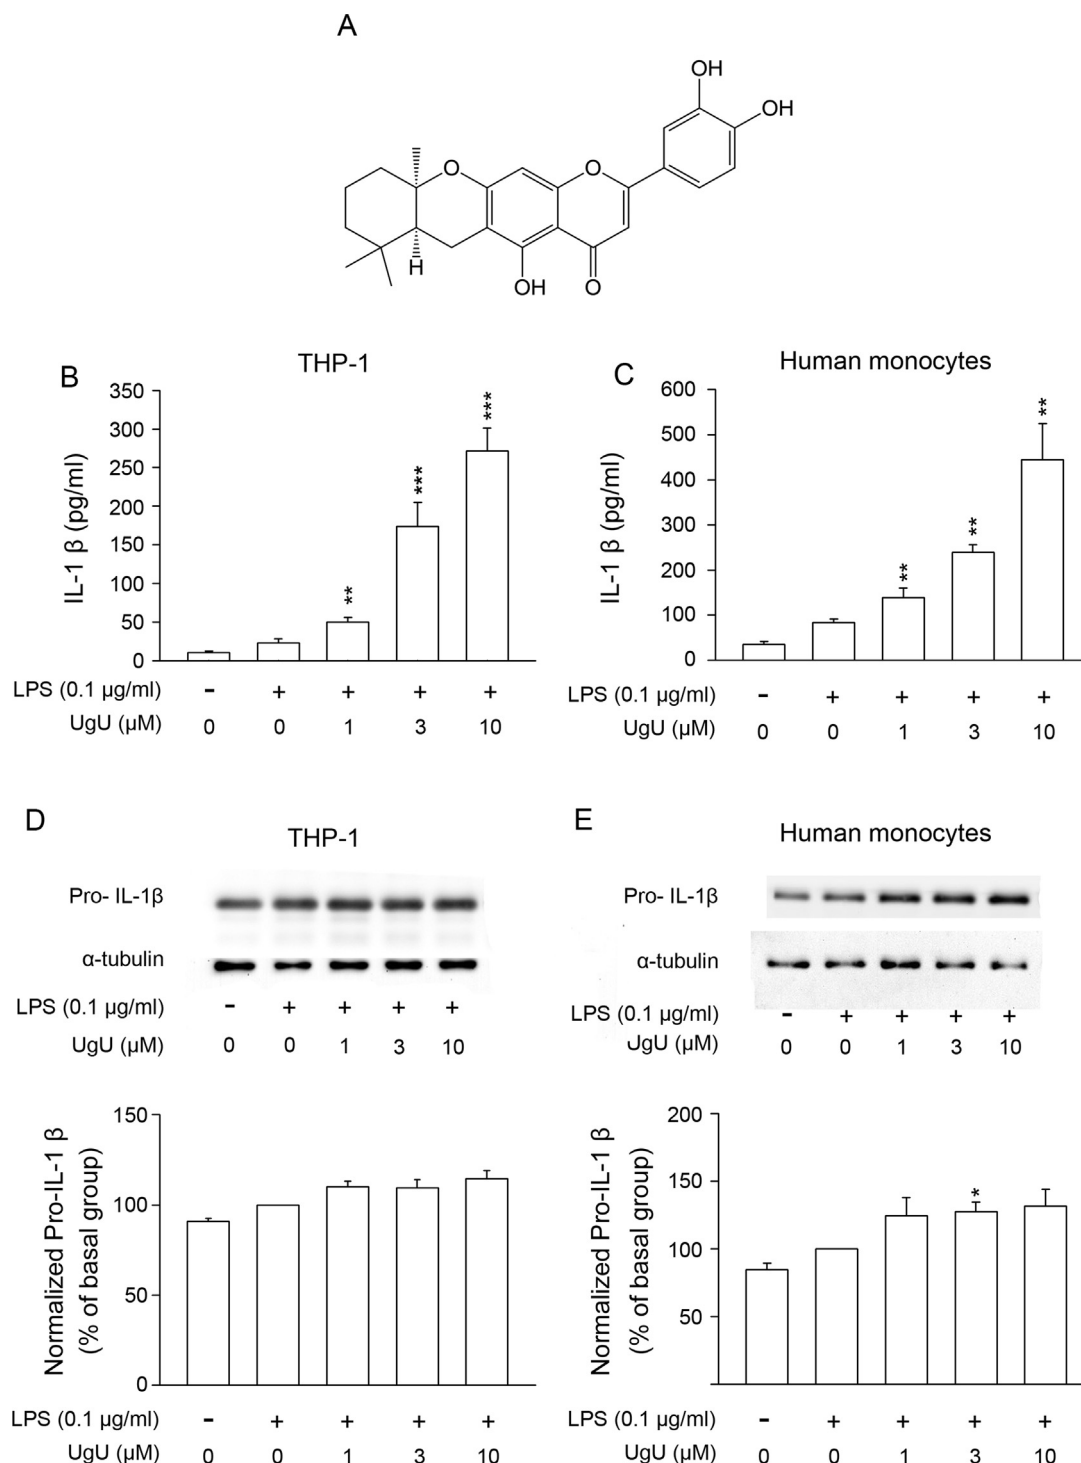 A
OH
OH
O
O
H
OH
O
B
THP-1
IL-1 β (pg/ml)
350
300
250
200
150
100
50
0
**
***
***
LPS (0.1 µg/ml) - + + + +
UgU (µM) 0 0 1 3 10
C
Human monocytes
IL-1 β (pg/ml)
600
500
400
300
200
100
0
**
**
**
LPS (0.1 µg/ml) - + + + +
UgU (µM) 0 0 1 3 10
D
THP-1
Pro- IL-1β
α-tubulin
LPS (0.1 µg/ml) - + + + +
UgU (µM) 0 0 1 3 10
Normalized Pro-IL-1 β
(% of basal group)
150
100
50
0
LPS (0.1 µg/ml) - + + + +
UgU (µM) 0 0 1 3 10
E
Human monocytes
Pro- IL-1β
α-tubulin
LPS (0.1 µg/ml) - + + + +
UgU (µM) 0 0 1 3 10
Normalized Pro-IL-1 β
(% of basal group)
200
150
100
50
*
LPS (0.1 µg/ml) - + + + +
UgU (µM) 0 0 1 3 10